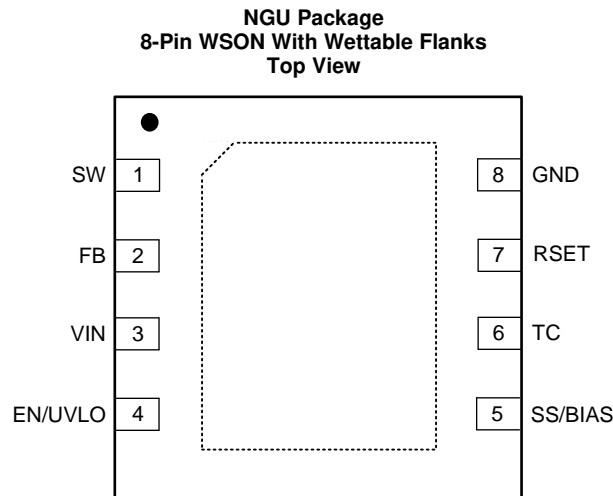 NGU Package
8-Pin WSON With Wettable Flanks
Top View
SW 1 8 GND
FB 2 7 RSET
VIN 3 6 TC
EN/UVLO 4 5 SS/BIAS